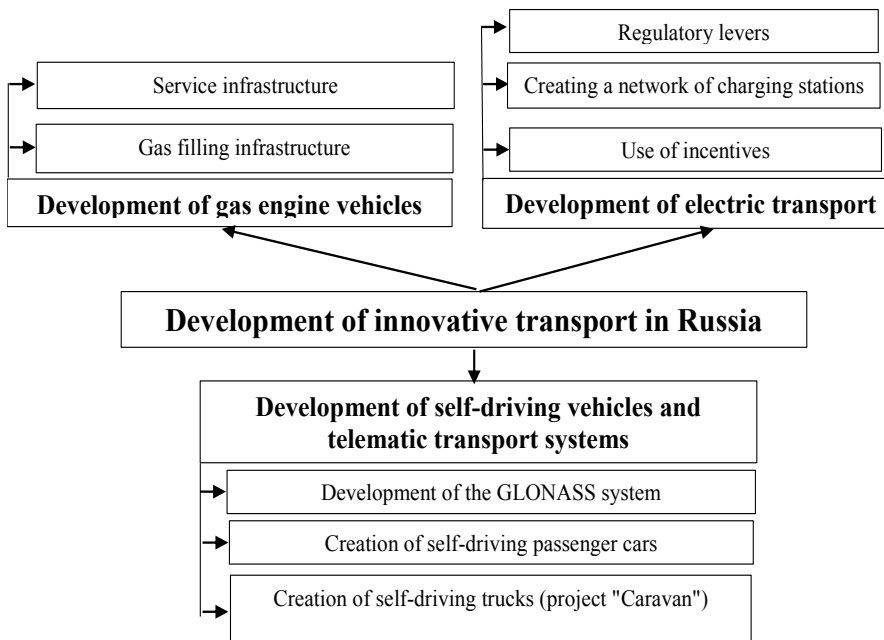 Service infrastructure
Gas filling infrastructure
Development of gas engine vehicles
Regulatory levers
Creating a network of charging stations
Use of incentives
Development of electric transport
Development of innovative transport in Russia
Development of self-driving vehicles and
telematic transport systems
Development of the GLONASS system
Creation of self-driving passenger cars
Creation of self-driving trucks (project "Caravan")